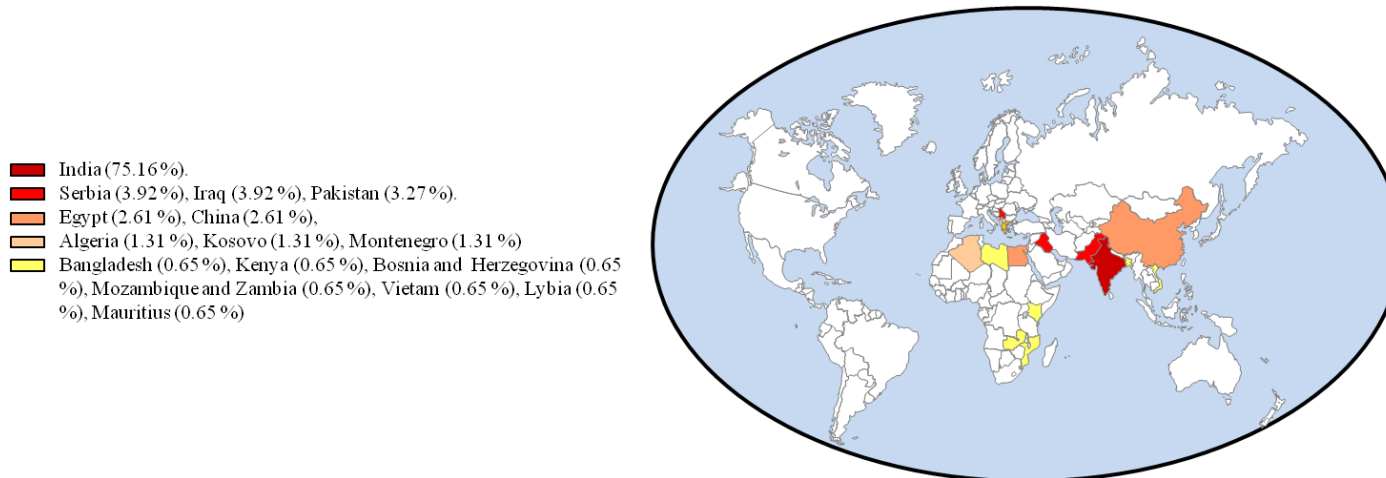 India (75.16 %).
Serbia (3.92 %), Iraq (3.92 %), Pakistan (3.27 %).
Egypt (2.61 %), China (2.61 %),
Algeria (1.31 %), Kosovo (1.31 %), Montenegro (1.31 %)
Bangladesh (0.65 %), Kenya (0.65 %), Bosnia and Herzegovina (0.65
%), Mozambique and Zambia (0.65 %), Vietam (0.65 %), Lybia (0.65
%), Mauritius (0.65 %)